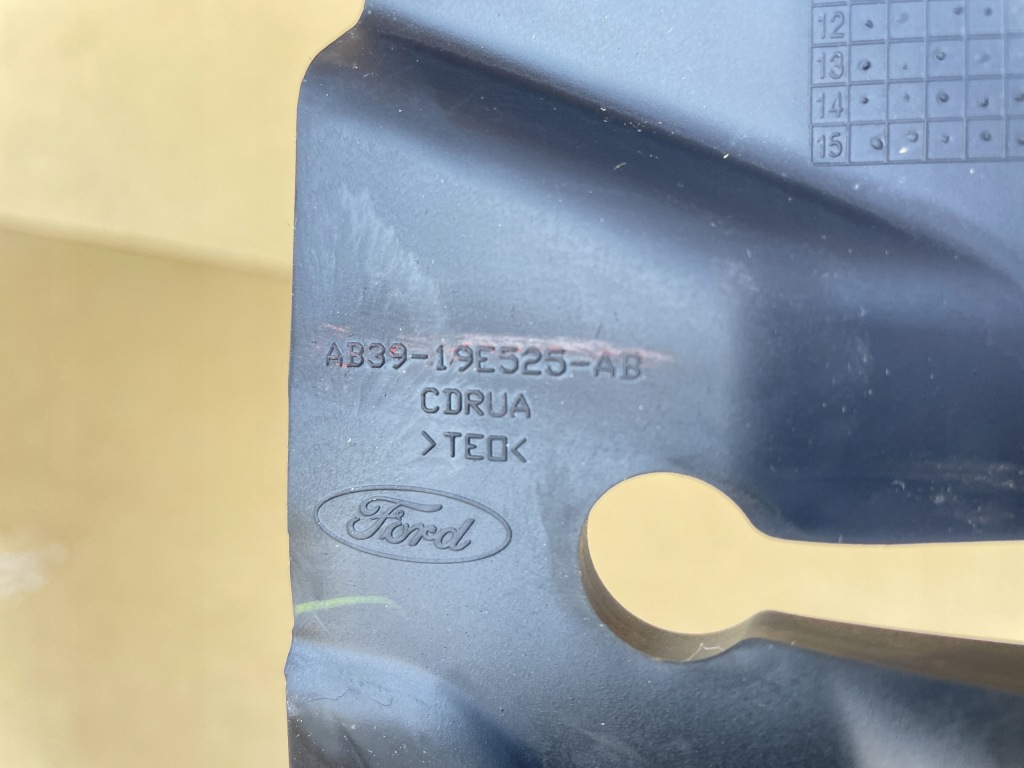 12
13
14
15
AB39-19E525-AB
CDRUA
>TEO<
Ford